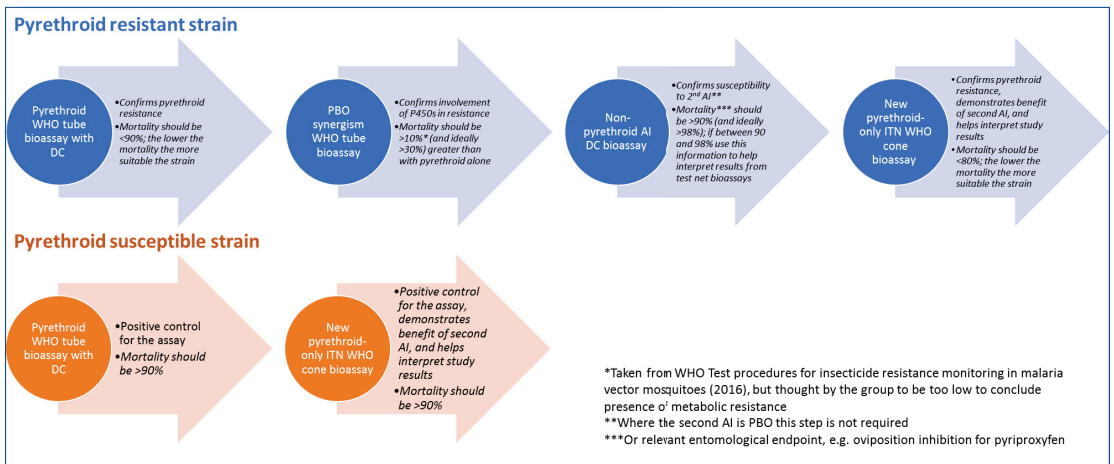 Pyrethroid resistant strain
Pyrethroid
WHO tube
bioassay with
DC
•Confirms pyrethroid
resistance
•Mortality should be
<90%; the lower the
mortality the more
suitable the strain
PBO
synergism
WHO tube
bioassay
•Confirms involvement
of P450s in resistance
•Mortality should be
>10%* (and ideally
>30%) greater than
with pyrethroid alone
Non-
pyrethroid AI
DC bioassay
•Confirms susceptibility
to 2nd AI**
•Mortality*** should
be >90% (and ideally
>98%); if between 90
and 98% use this
information to help
interpret results from
test net bioassays
New
pyrethroid-
only ITN WHO
cone
bioassay
•Confirms pyrethroid
resistance,
demonstrates benefit
of second AI, and
helps interpret study
results
•Mortality should be
<80%; the lower the
mortality the more
suitable the strain
Pyrethroid susceptible strain
Pyrethroid
WHO tube
bioassay with
DC
•Positive control
for the assay
•Mortality should
be >90%
New
pyrethroid-
only ITN WHO
cone bioassay
•Positive control
for the assay,
demonstrates
benefit of second
AI, and helps
interpret study
results
•Mortality should
be >90%
*Taken from WHO Test procedures for insecticide resistance monitoring in malaria
vector mosquitoes (2016), but thought by the group to be too low to conclude
presence of metabolic resistance
**Where the second AI is PBO this step is not required
***Or relevant entomological endpoint, e.g. oviposition inhibition for pyriproxyfen